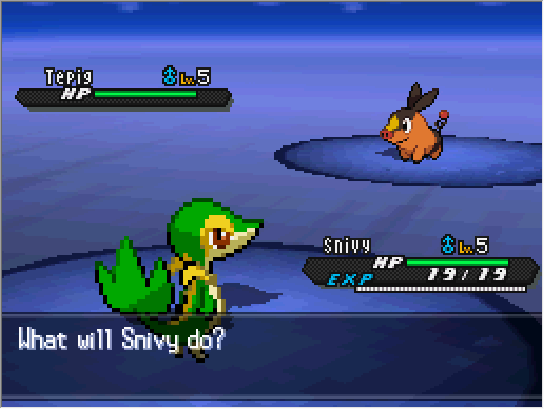 Tepig ♂ Lv.5
HP
Snivy ♂ Lv.5
HP
19/19
EXP
What will Snivy do?